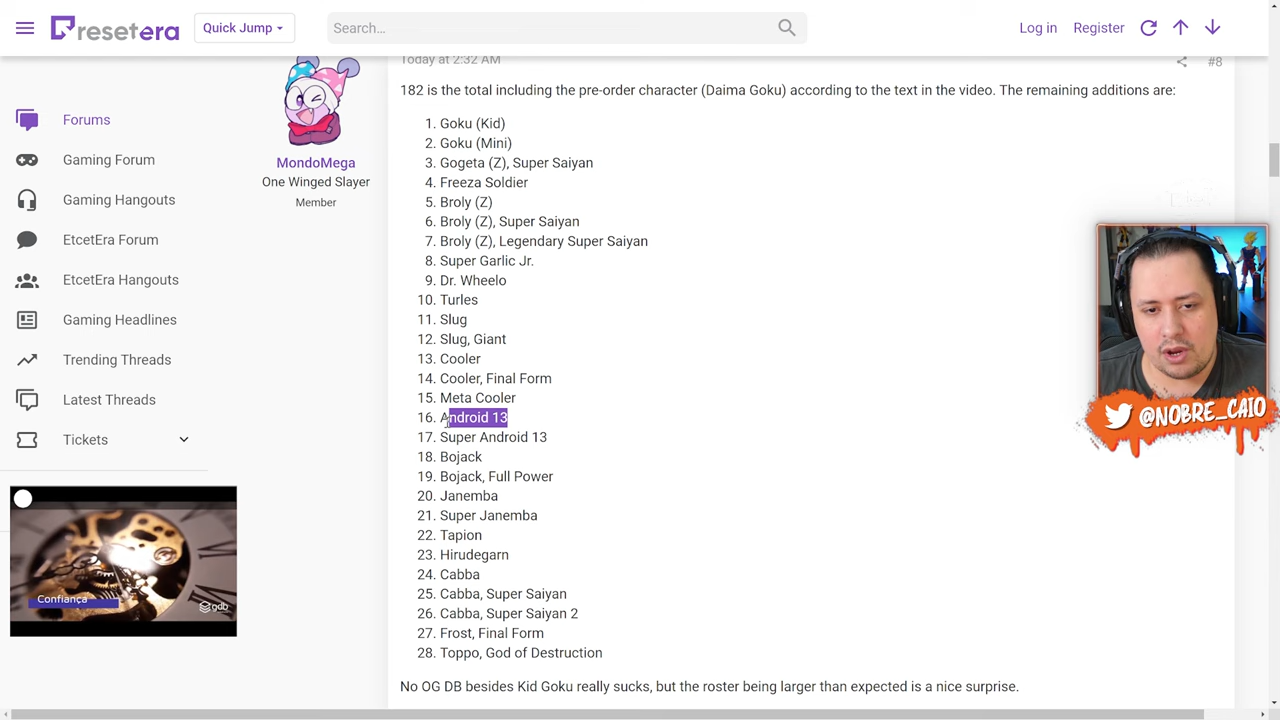 resetera
Quick Jump
Search...
Log in
Register
Today at 2:32 AM
#8
182 is the total including the pre-order character (Daima Goku) according to the text in the video. The remaining additions are:
Forums
Gaming Forum
Gaming Hangouts
EtcetEra Forum
EtcetEra Hangouts
Gaming Headlines
Trending Threads
Latest Threads
Tickets
MondoMega
One Winged Slayer
Member
1. Goku (Kid)
2. Goku (Mini)
3. Gogeta (Z), Super Saiyan
4. Freeza Soldier
5. Broly (Z)
6. Broly (Z), Super Saiyan
7. Broly (Z), Legendary Super Saiyan
8. Super Garlic Jr.
9. Dr. Wheelo
10. Turles
11. Slug
12. Slug, Giant
13. Cooler
14. Cooler, Final Form
15. Meta Cooler
16. Android 13
17. Super Android 13
18. Bojack
19. Bojack, Full Power
20. Janemba
21. Super Janemba
22. Tapion
23. Hirudegarn
24. Cabba
25. Cabba, Super Saiyan
26. Cabba, Super Saiyan 2
27. Frost, Final Form
28. Toppo, God of Destruction
No OG DB besides Kid Goku really sucks, but the roster being larger than expected is a nice surprise.
@NOBRE_CAIO
Confiança
gdb